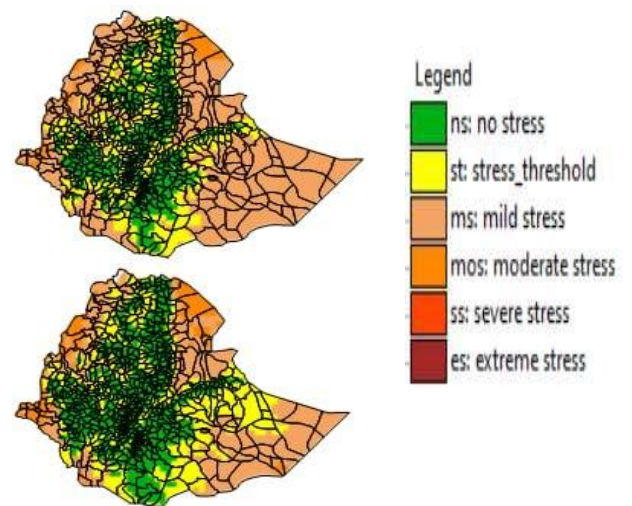 Legend
ns: no stress
st: stress_threshold
ms: mild stress
mos: moderate stress
ss: severe stress
es: extreme stress